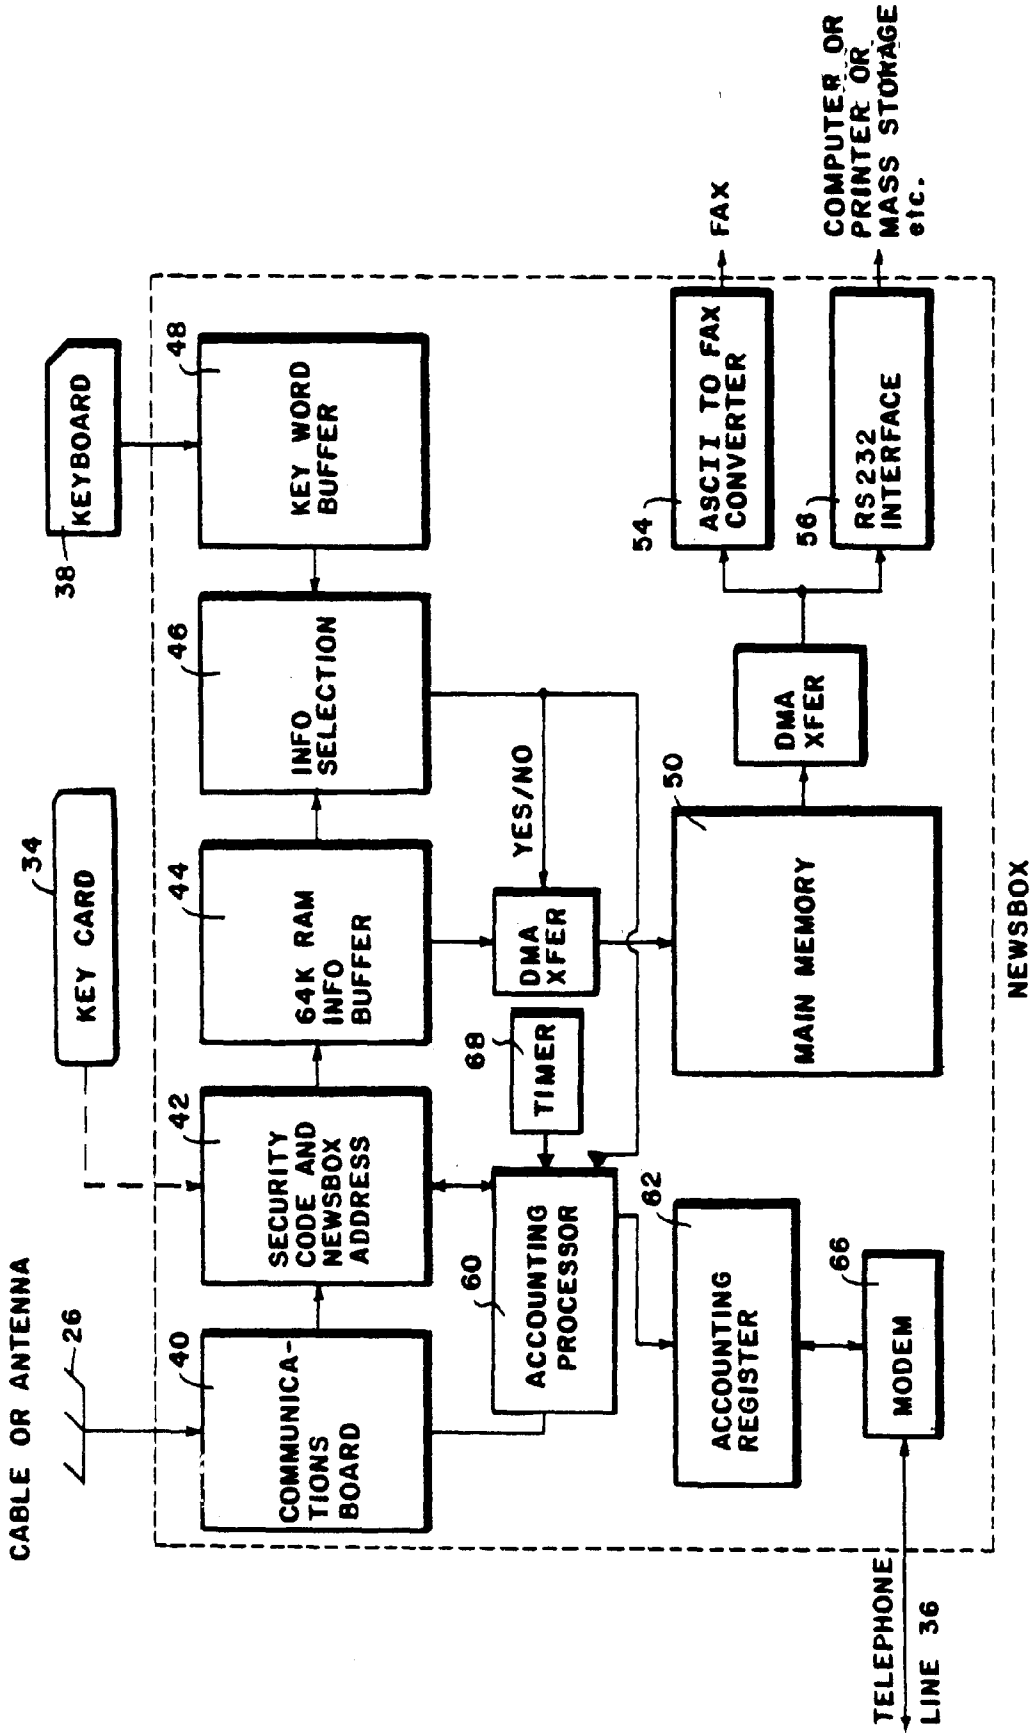 CABLE OR ANTENNA
26
KEY CARD
34
KEYBOARD
38
40
COMMUNICA-
TIONS
BOARD
42
SECURITY
CODE AND
NEWSBOX
ADDRESS
44
64K RAM
INFO
BUFFER
46
INFO
SELECTION
48
KEY WORD
BUFFER
YES/NO
60
ACCOUNTING
PROCESSOR
68
TIMER
DMA
XFER
62
ACCOUNTING
REGISTER
66
MODEM
50
MAIN MEMORY
DMA
XFER
54
ASCII TO FAX
CONVERTER
56
RS232
INTERFACE
FAX
COMPUTER OR
PRINTER OR
MASS STORAGE
etc.
TELEPHONE
LINE 36
NEWSBOX